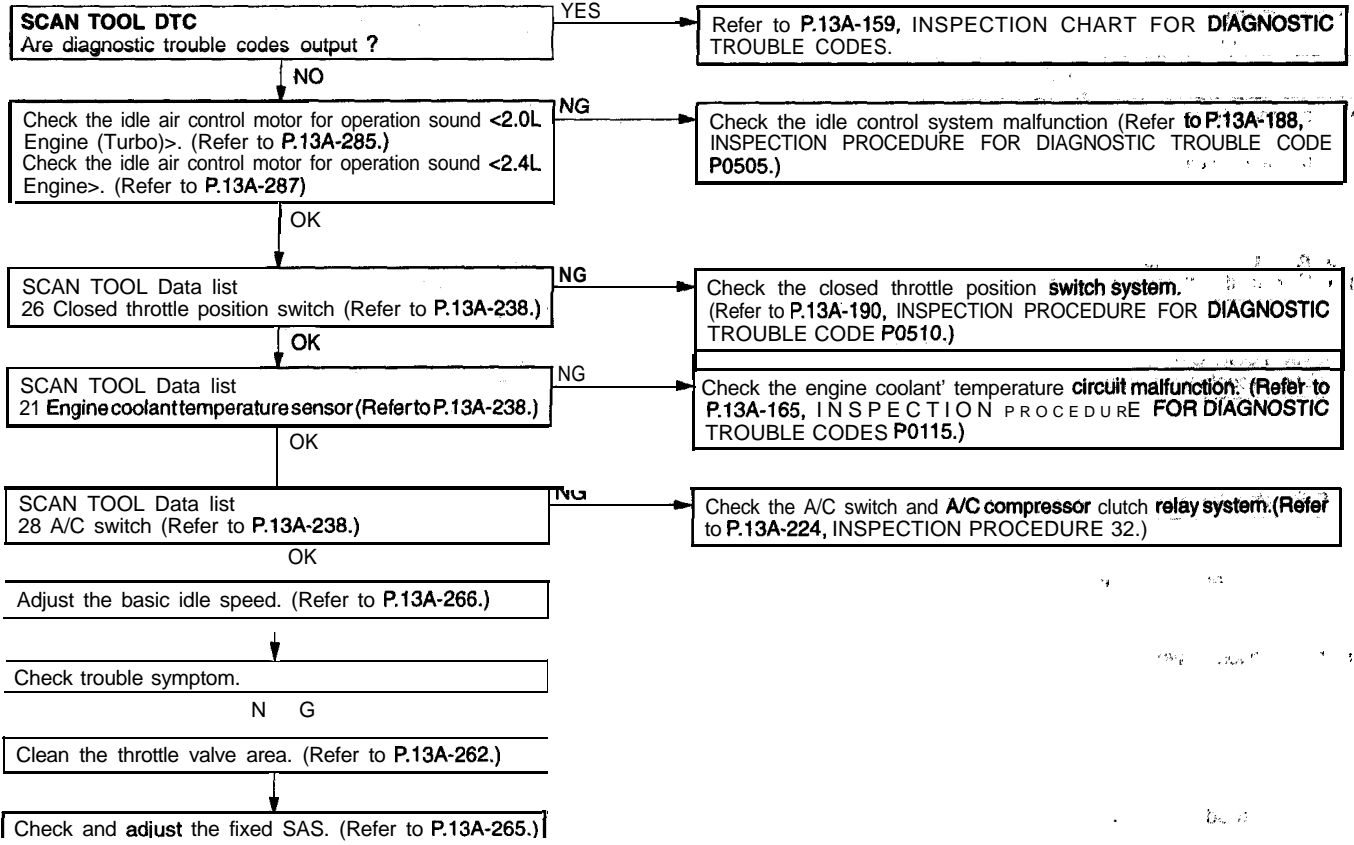 SCAN TOOL DTC
Are diagnostic trouble codes output ?
YES
Refer to P.13A-159, INSPECTION CHART FOR DIAGNOSTIC
TROUBLE CODES.
NO
Check the idle air control motor for operation sound <2.0L
Engine (Turbo)>. (Refer to P.13A-285.)
Check the idle air control motor for operation sound <2.4L
Engine>. (Refer to P.13A-287)
NG
Check the idle control system malfunction (Refer to P.13A-188,
INSPECTION PROCEDURE FOR DIAGNOSTIC TROUBLE CODE
P0505.)
OK
SCAN TOOL Data list
26 Closed throttle position switch (Refer to P.13A-238.)
NG
Check the closed throttle position switch system.
(Refer to P.13A-190, INSPECTION PROCEDURE FOR DIAGNOSTIC
TROUBLE CODE P0510.)
OK
SCAN TOOL Data list
21 Engine coolant temperature sensor (Refer to P.13A-238.)
NG
Check the engine coolant' temperature circuit malfunction. (Refer to
P.13A-165, INSPECTION PROCEDURE FOR DIAGNOSTIC
TROUBLE CODES P0115.)
OK
SCAN TOOL Data list
28 A/C switch (Refer to P.13A-238.)
NG
Check the A/C switch and A/C compressor clutch relay system.(Refer
to P.13A-224, INSPECTION PROCEDURE 32.)
OK
Adjust the basic idle speed. (Refer to P.13A-266.)
Check trouble symptom.
N G
Clean the throttle valve area. (Refer to P.13A-262.)
Check and adjust the fixed SAS. (Refer to P.13A-265.)